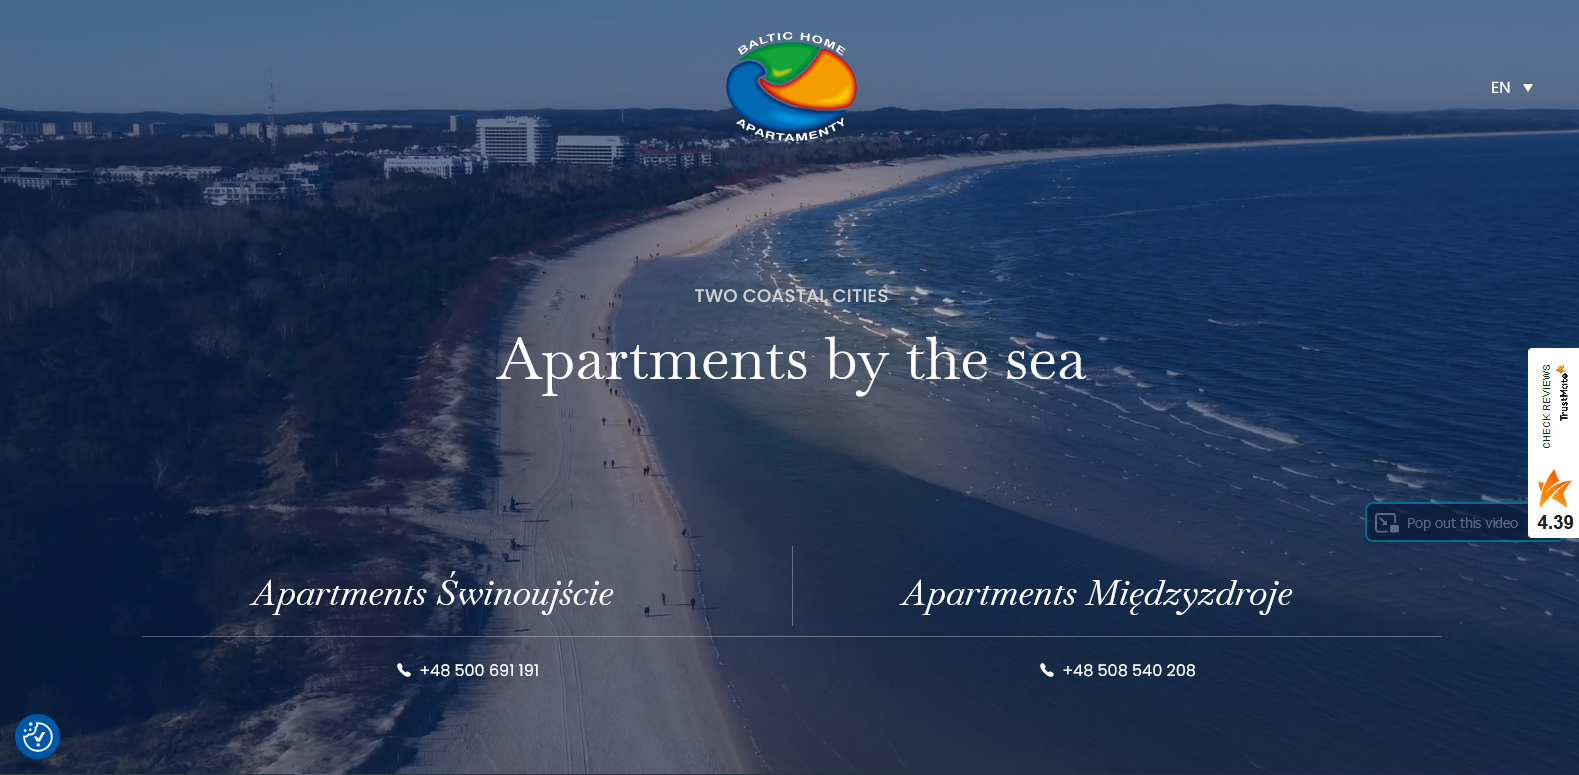 BALTIC HOME
APARTAMENTY
EN
TWO COASTAL CITIES
Apartments by the sea
CHECK REVIEWS
TrustMate
4.39
Pop out this video
Apartments Świnoujście
Apartments Międzyzdroje
+48 500 691 191
+48 508 540 208